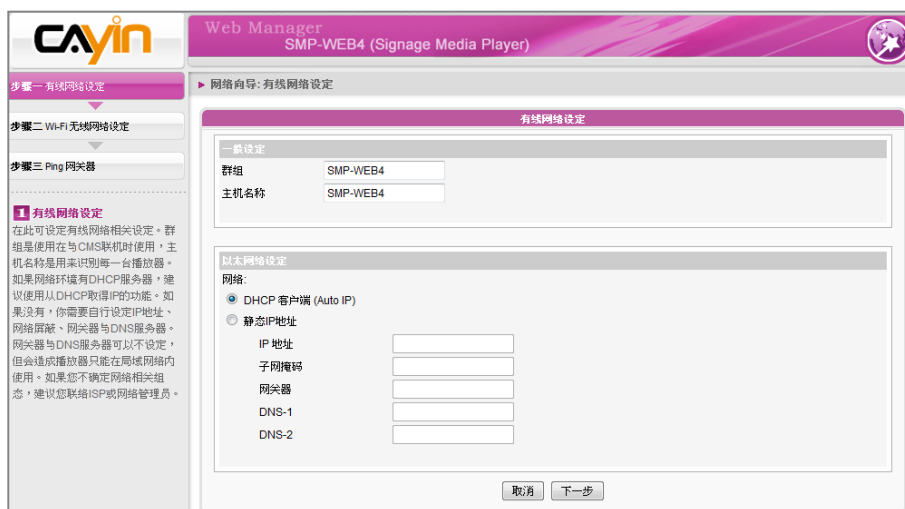 CAYIN
Web Manager
SMP-WEB4 (Signage Media Player)
步骤一 有线网络设定
步骤二 Wi-Fi 无线网络设定
步骤三 Ping 网关器
1 有线网络设定
在此可设定有线网络相关设定。群
组是使用在与CMS联机时使用，主
机名称是用来识别每一台播放器。
如果网络环境有DHCP服务器，建
议使用从DHCP取得IP的功能。如
果没有，你需要自行设定IP地址、
网络屏蔽、网关器与DNS服务器。
网关器与DNS服务器可以不设定，
但会造成播放器只能在局域网络内
使用。如果您不确定网络相关组
态，建议您联络ISP或网络管理员。
网络向导: 有线网络设定
有线网络设定
一般设定
群组 SMP-WEB4
主机名称 SMP-WEB4
以太网络设定
网络:
DHCP 客户端 (Auto IP)
静态IP地址
IP 地址
子网掩码
网关器
DNS-1
DNS-2
取消 下一步